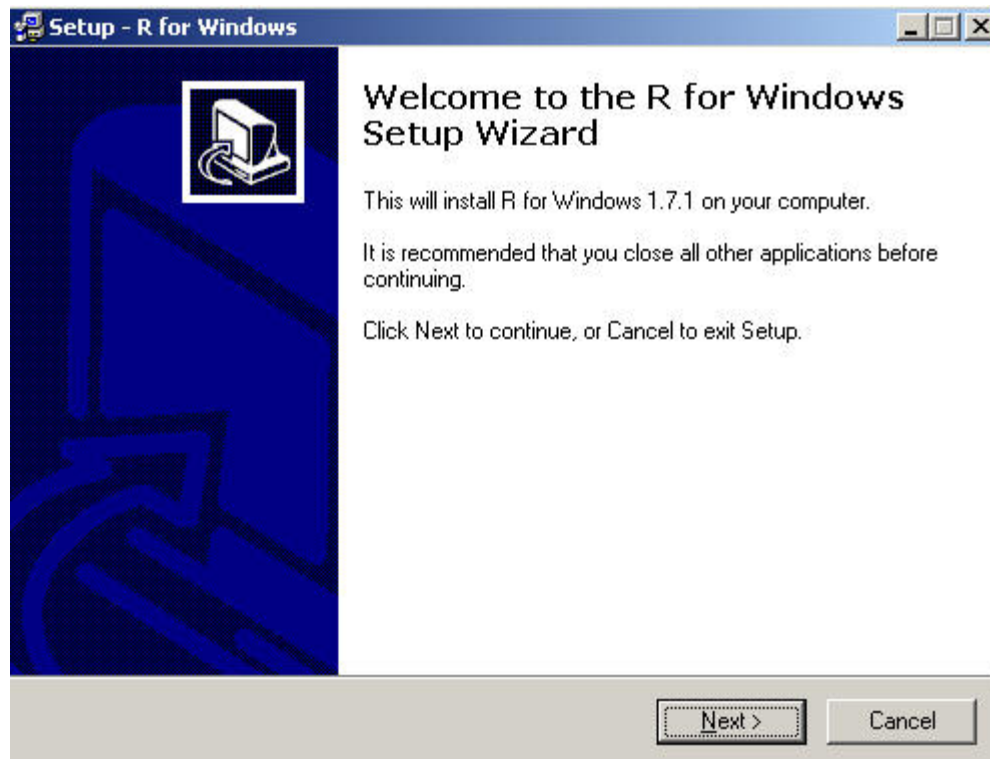 Setup - R for Windows
Welcome to the R for Windows
Setup Wizard
This will install R for Windows 1.7.1 on your computer.
It is recommended that you close all other applications before
continuing.
Click Next to continue, or Cancel to exit Setup.
Next >
Cancel